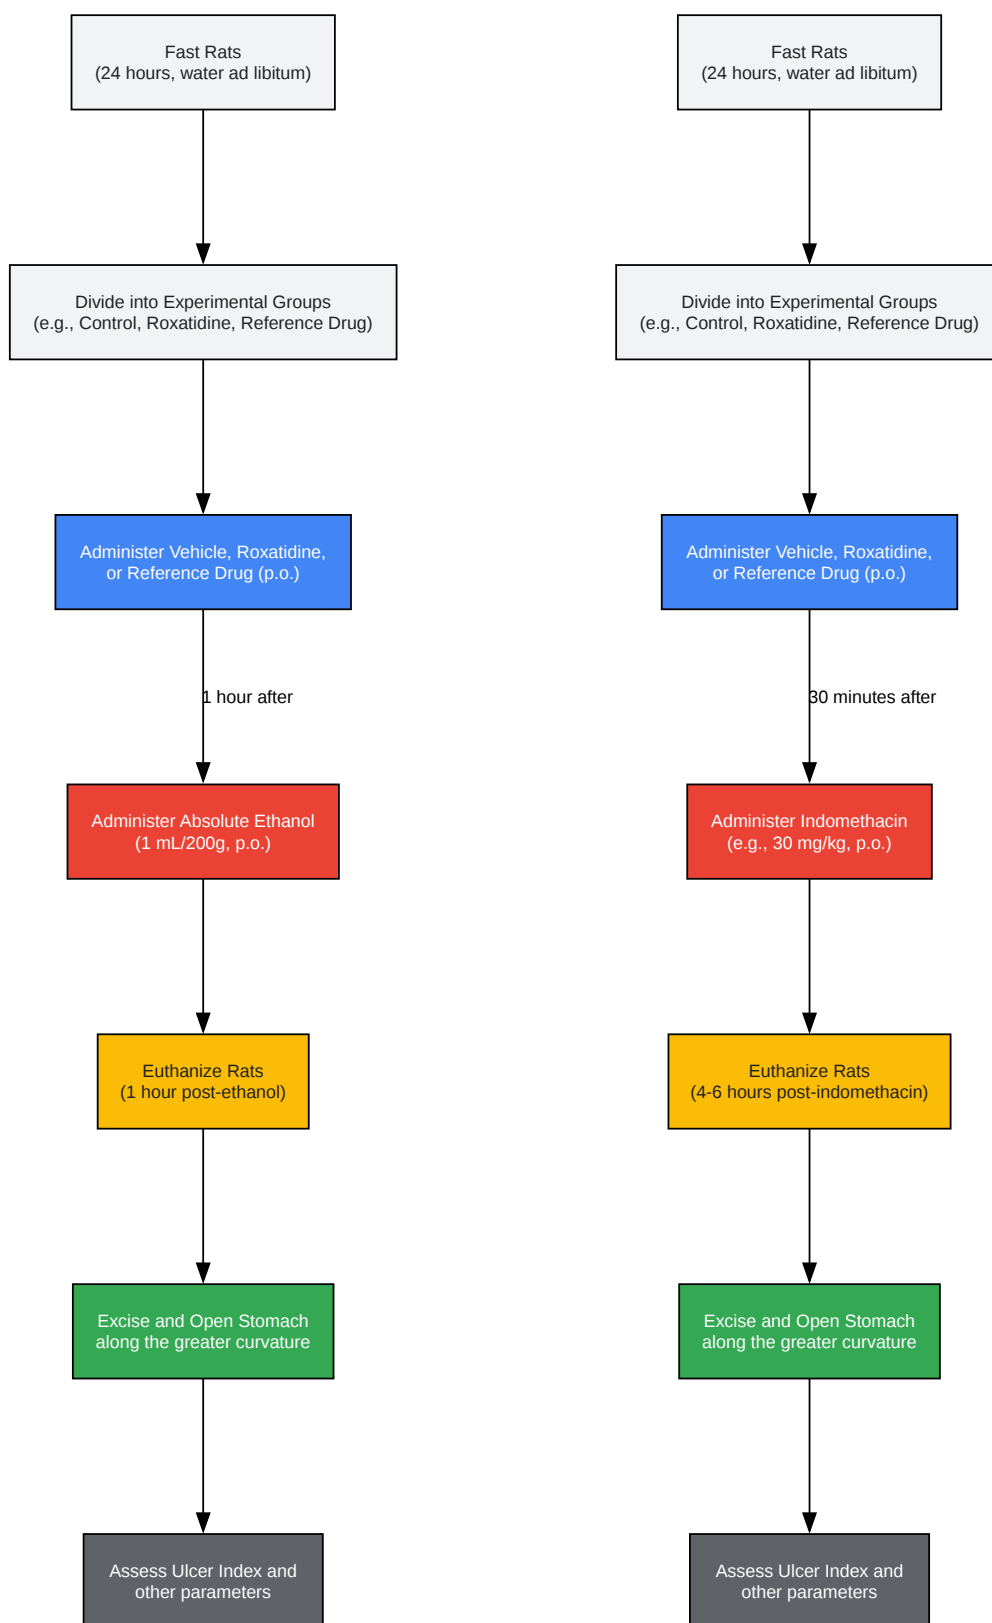 Fast Rats
(24 hours, water ad libitum)
Divide into Experimental Groups
(e.g., Control, Roxatidine, Reference Drug)
Administer Vehicle, Roxatidine,
or Reference Drug (p.o.)
1 hour after
Administer Absolute Ethanol
(1 mL/200g, p.o.)
Euthanize Rats
(1 hour post-ethanol)
Excise and Open Stomach
along the greater curvature
Assess Ulcer Index and
other parameters
Fast Rats
(24 hours, water ad libitum)
Divide into Experimental Groups
(e.g., Control, Roxatidine, Reference Drug)
Administer Vehicle, Roxatidine,
or Reference Drug (p.o.)
30 minutes after
Administer Indomethacin
(e.g., 30 mg/kg, p.o.)
Euthanize Rats
(4-6 hours post-indomethacin)
Excise and Open Stomach
along the greater curvature
Assess Ulcer Index and
other parameters